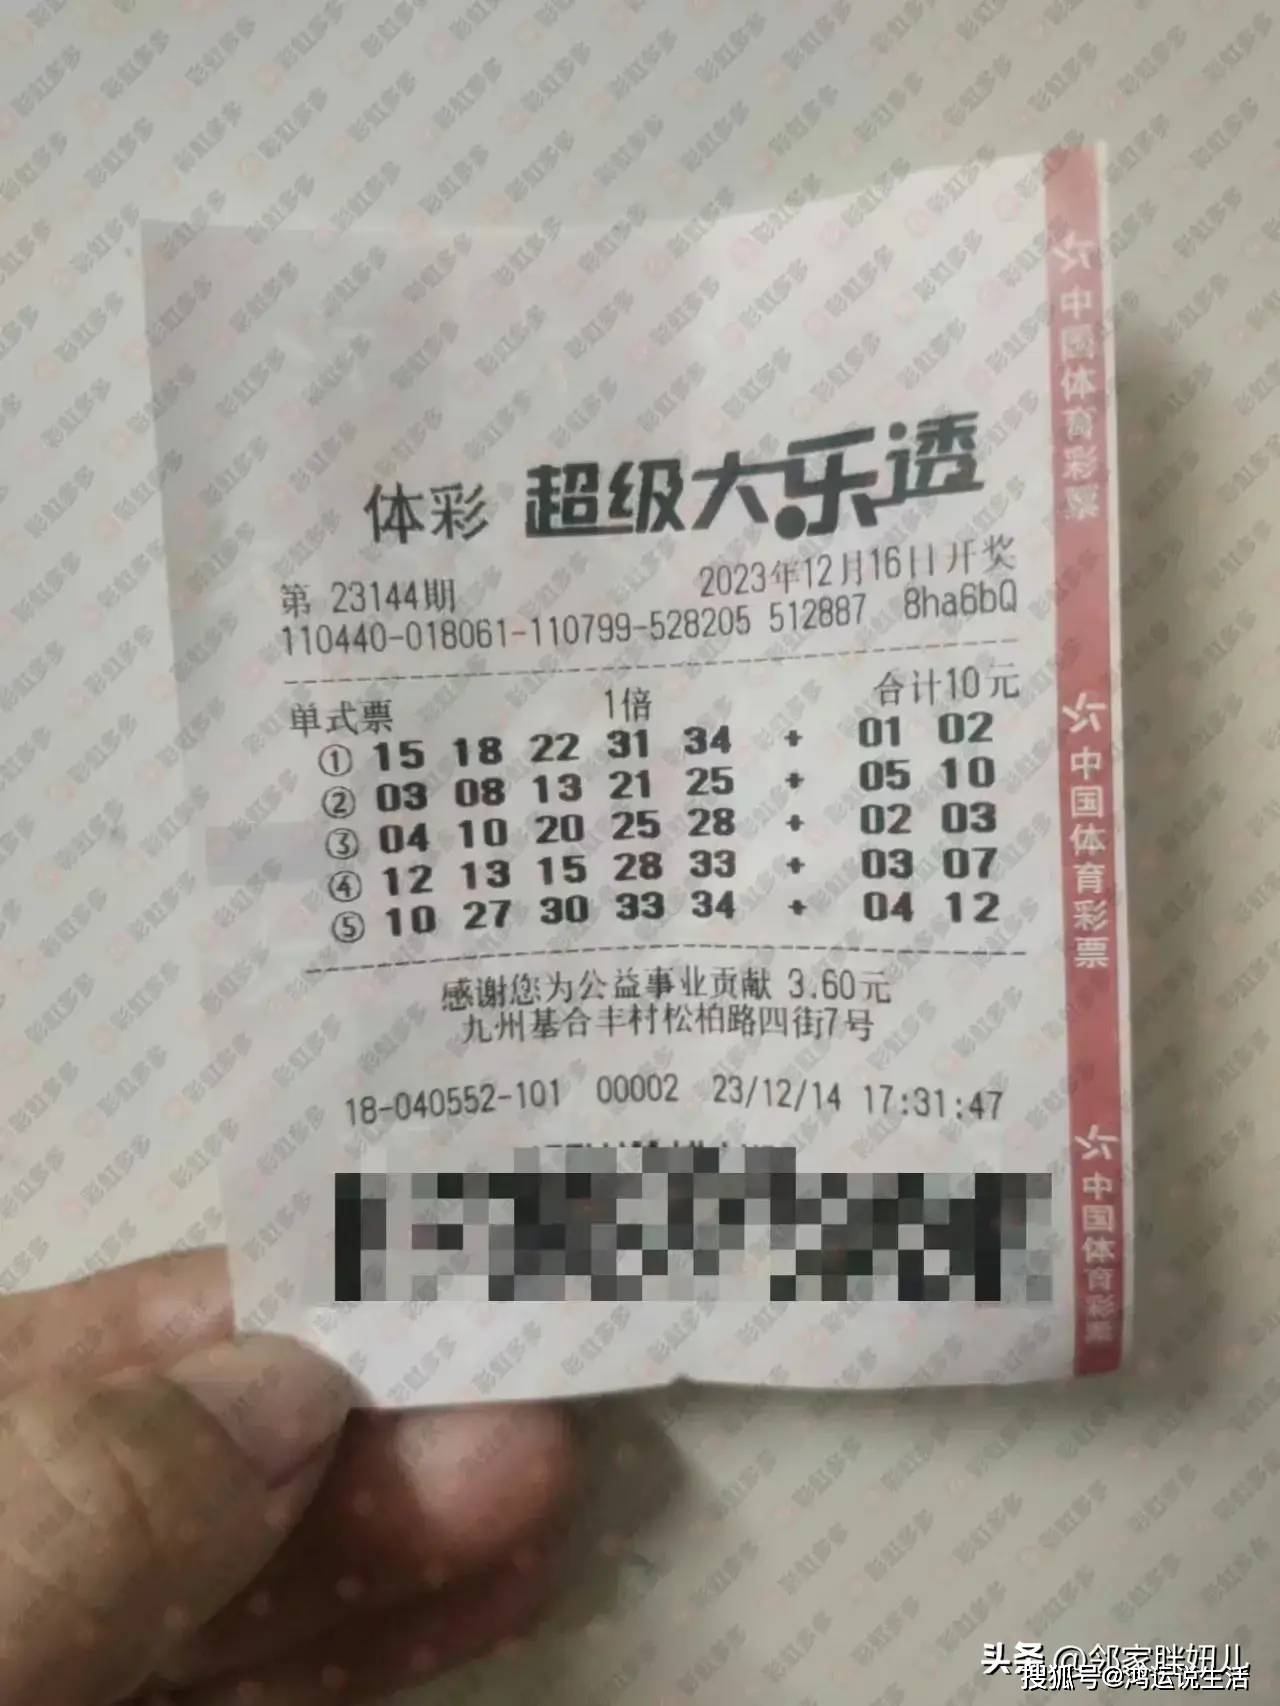 体彩 超级大乐透
第 23144期 2023年12月16日开奖
110440-018061-110799-528205 512887 8ha6bQ
单式票 1倍 合计10元
① 15 18 22 31 34 + 01 02
② 03 08 13 21 25 + 05 10
③ 04 10 20 25 28 + 02 03
④ 12 13 15 28 33 + 03 07
⑤ 10 27 30 33 34 + 04 12
感谢您为公益事业贡献 3.60元
九州基合丰村松柏路四街7号
18-040552-101 00002 23/12/14 17:31:47
中国体育彩票
中国体育彩票
中国体育彩票
彩虹多多
头条 @邻家胖妞儿
搜狐号@鸿运说生活